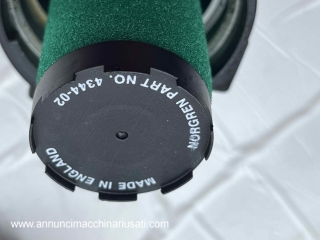 NORGREN PART NO. 4344-02
MADE IN ENGLAND
www.annuncimacchinariusati.com